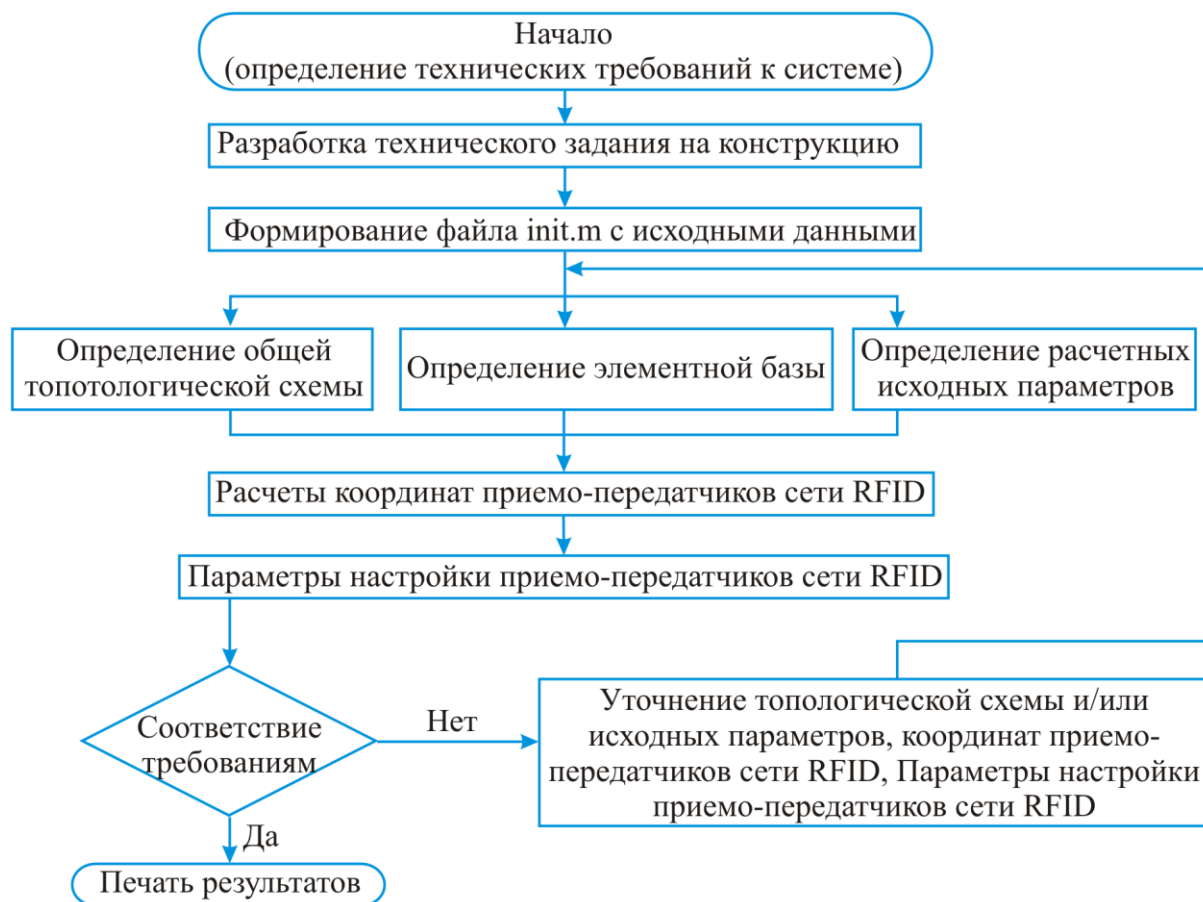 Начало
(определение технических требований к системе)
Разработка технического задания на конструкцию
Формирование файла init.m с исходными данными
Определение общей
топотологической схемы
Определение элементной базы
Определение расчетных
исходных параметров
Расчеты координат приемо-передатчиков сети RFID
Параметры настройки приемо-передатчиков сети RFID
Соответствие
требованиям
Нет
Уточнение топологической схемы и/или
исходных параметров, координат приемо-
передатчиков сети RFID, Параметры настройки
приемо-передатчиков сети RFID
Да
Печать результатов